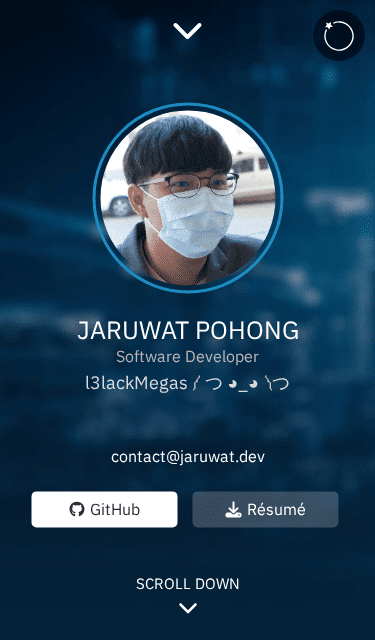 JARUWAT POHONG
Software Developer
l3lackMegas༼ つ ◕_◕ ༽つ
contact@jaruwat.dev
GitHub
Résumé
SCROLL DOWN